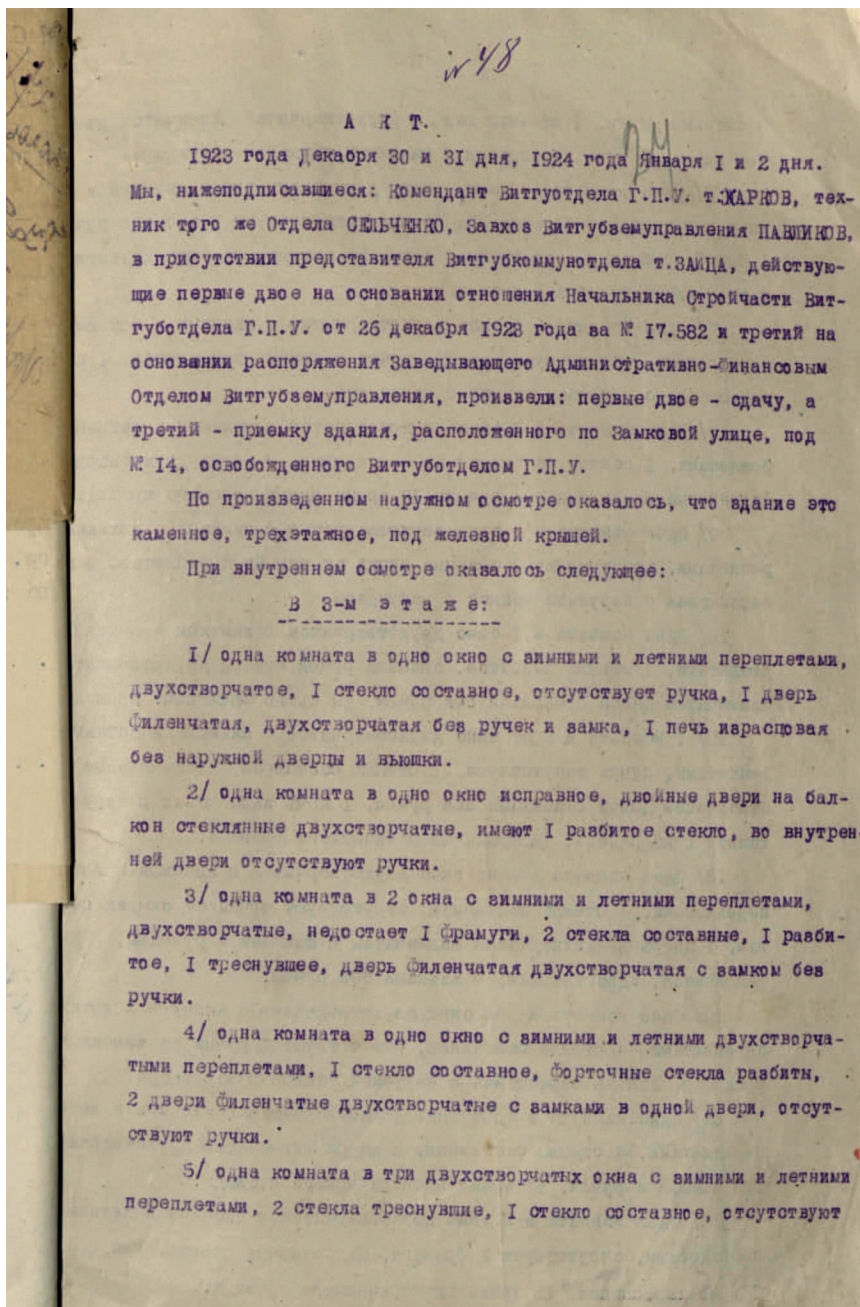 № 48
А К Т.
1923 года Декабря 30 и 31 дня, 1924 года Января I и 2 дня.
Мы, нижеподписавшиеся: Комендант Витгуотдела Г.П.У. т.ЖАРКОВ, тех-
ник того же Отдела СЕЛЬЧЕНКО, Завхоз Витгубземуправления ПАВЛИКОВ,
в присутствии представителя Витгубкоммунотдела т.ЗАЙЦА, действую-
щие первые двое на основании отношения Начальника Стройчасти Вит-
губотдела Г.П.У. от 26 декабря 1923 года за № 17.582 и третий на
основании распоряжения Заведывающего Административно-Финансовым
Отделом Витгубземуправления, произвели: первые двое - сдачу, а
третий - приемку здания, расположенного по Замковой улице, под
№ 14, освобожденного Витгуботделом Г.П.У.
По произведенном наружном осмотре оказалось, что здание это
каменное, трехэтажное, под железной крышей.
При внутреннем осмотре оказалось следующее:
В 3-м этаже:
I/ одна комната в одно окно с зимними и летними переплетами,
двухстворчатое, I стекло составное, отсутствует ручка, I дверь
филенчатая, двухстворчатая без ручек и замка, I печь израсцовая
без наружной дверцы и вьюшки.
2/ одна комната в одно окно исправное, двойные двери на бал-
кон стеклянные двухстворчатые, имеют I разбитое стекло, во внутрен
ней двери отсутствуют ручки.
3/ одна комната в 2 окна с зимними и летними переплетами,
двухстворчатые, недостает I фрамуги, 2 стекла составные, I разби-
тое, I треснувшее, дверь филенчатая двухстворчатая с замком без
ручки.
4/ одна комната в одно окно с зимними и летними двухстворча-
тыми переплетами, I стекло составное, форточные стекла разбиты,
2 двери филенчатые двухстворчатые с замками в одной двери, отсут-
ствуют ручки.
5/ одна комната в три двухстворчатых окна с зимними и летними
переплетами, 2 стекла треснувшие, I стекло составное, отсутствуют